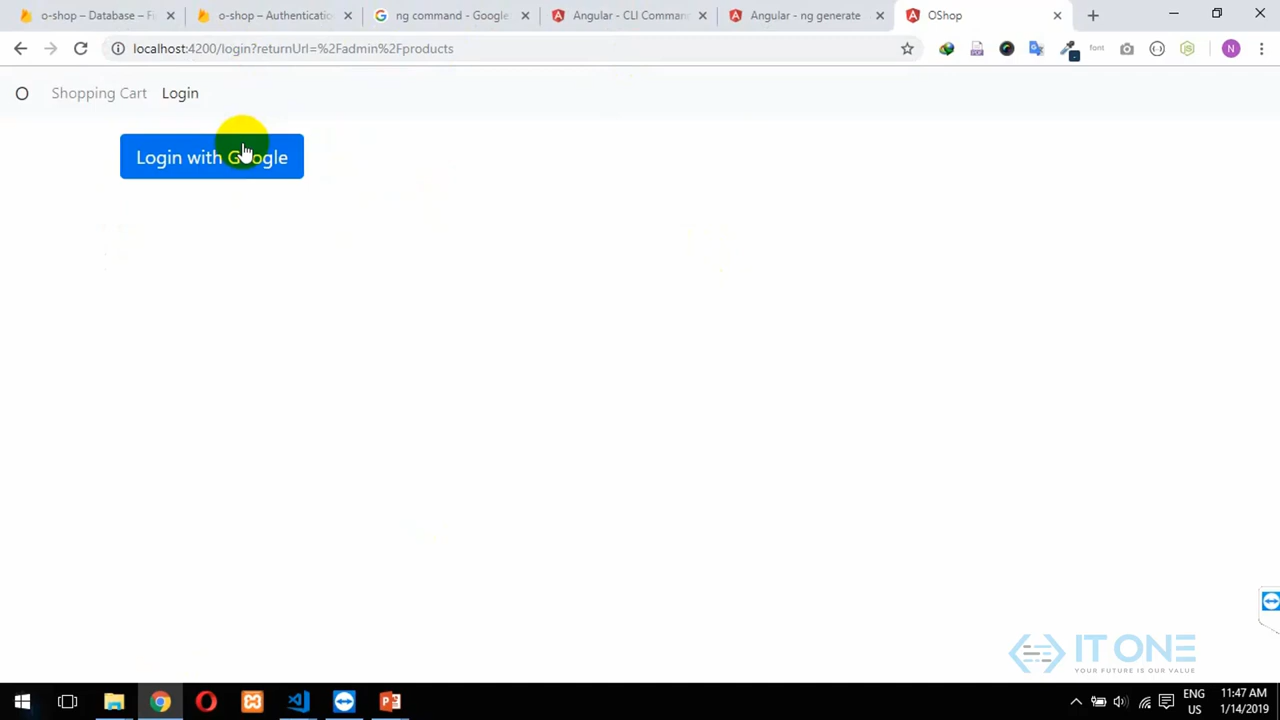 o-shop – Database – Fi
o-shop – Authenticatio
ng command - Google
Angular - CLI Comman
Angular - ng generate
OShop
localhost:4200/login?returnUrl=%2Fadmin%2Fproducts
font
N
O
Shopping Cart
Login
Login with Google
IT ONE
YOUR FUTURE IS OUR VALUE
ENG
US
11:47 AM
1/14/2019